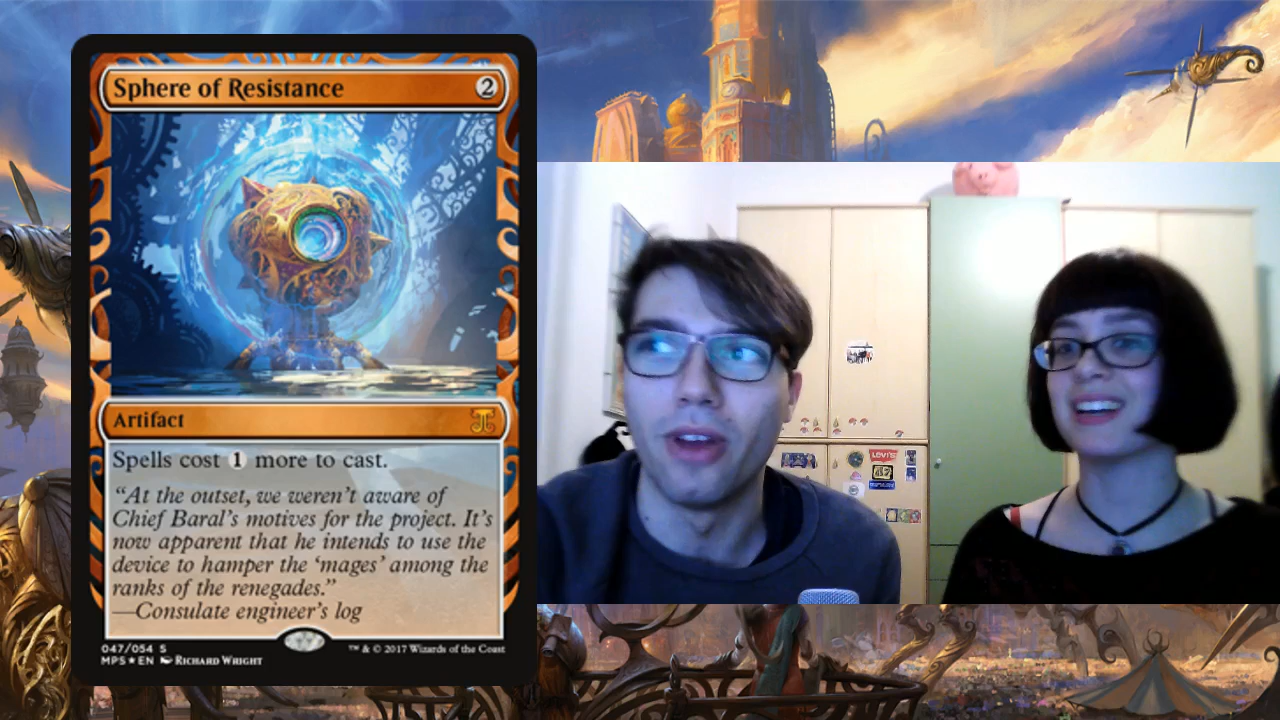 Sphere of Resistance 2
Artifact
Spells cost 1 more to cast.
“At the outset, we weren’t aware of
Chief Baral’s motives for the project. It’s
now apparent that he intends to use the
device to hamper the ‘mages’ among the
ranks of the renegades.”
—Consulate engineer’s log
047/054 S
MPS★EN Richard Wright
™ & © 2017 Wizards of the Coast
LEVI'S